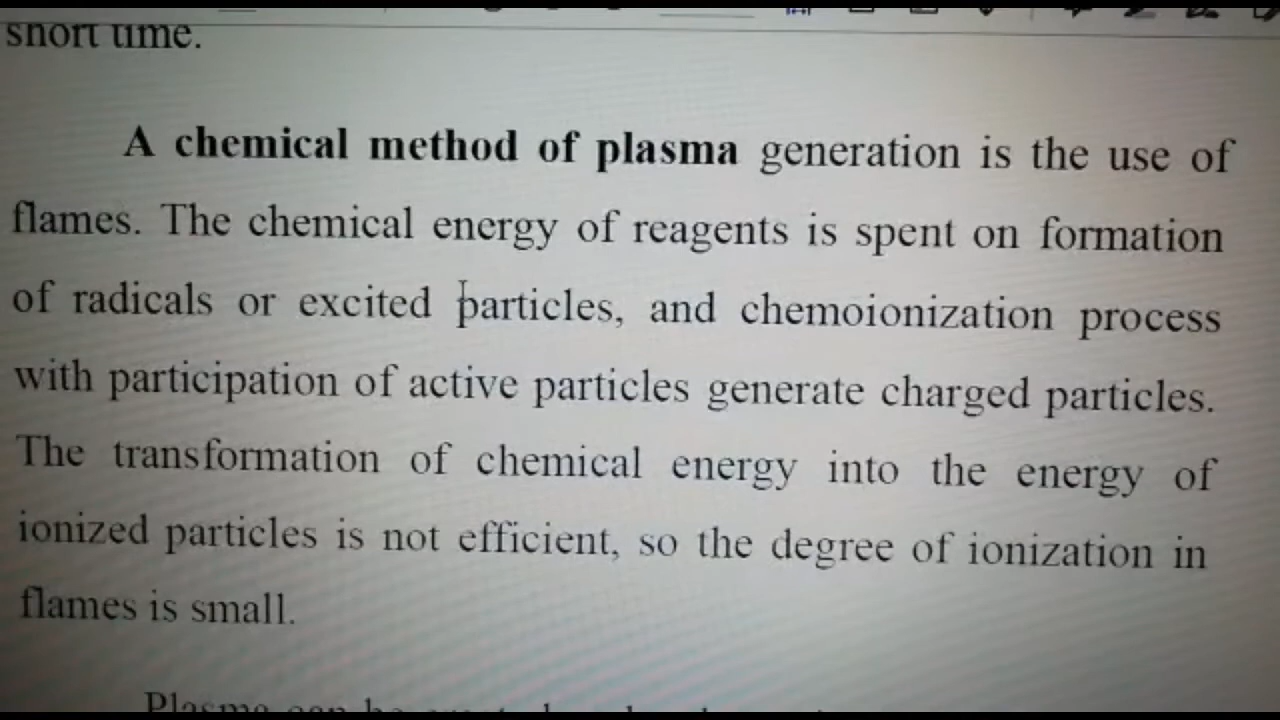 short time.
A chemical method of plasma generation is the use of
flames. The chemical energy of reagents is spent on formation
of radicals or excited particles, and chemoionization process
with participation of active particles generate charged particles.
The transformation of chemical energy into the energy of
ionized particles is not efficient, so the degree of ionization in
flames is small.
Plasma can be